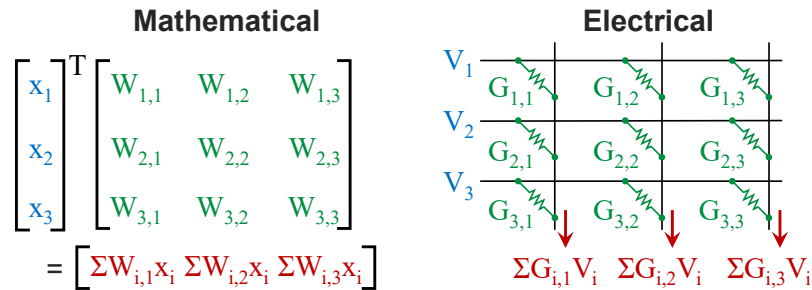 Mathematical
x₁ T W₁,₁ W₁,₂ W₁,₃
x₂ W₂,₁ W₂,₂ W₂,₃
x₃ W₃,₁ W₃,₂ W₃,₃
= [ΣWᵢ,₁xᵢ ΣWᵢ,₂xᵢ ΣWᵢ,₃xᵢ]
Electrical
V₁
G₁,₁ G₁,₂ G₁,₃
V₂
G₂,₁ G₂,₂ G₂,₃
V₃
G₃,₁ G₃,₂ G₃,₃
ΣGᵢ,₁Vᵢ ΣGᵢ,₂Vᵢ ΣGᵢ,₃Vᵢ